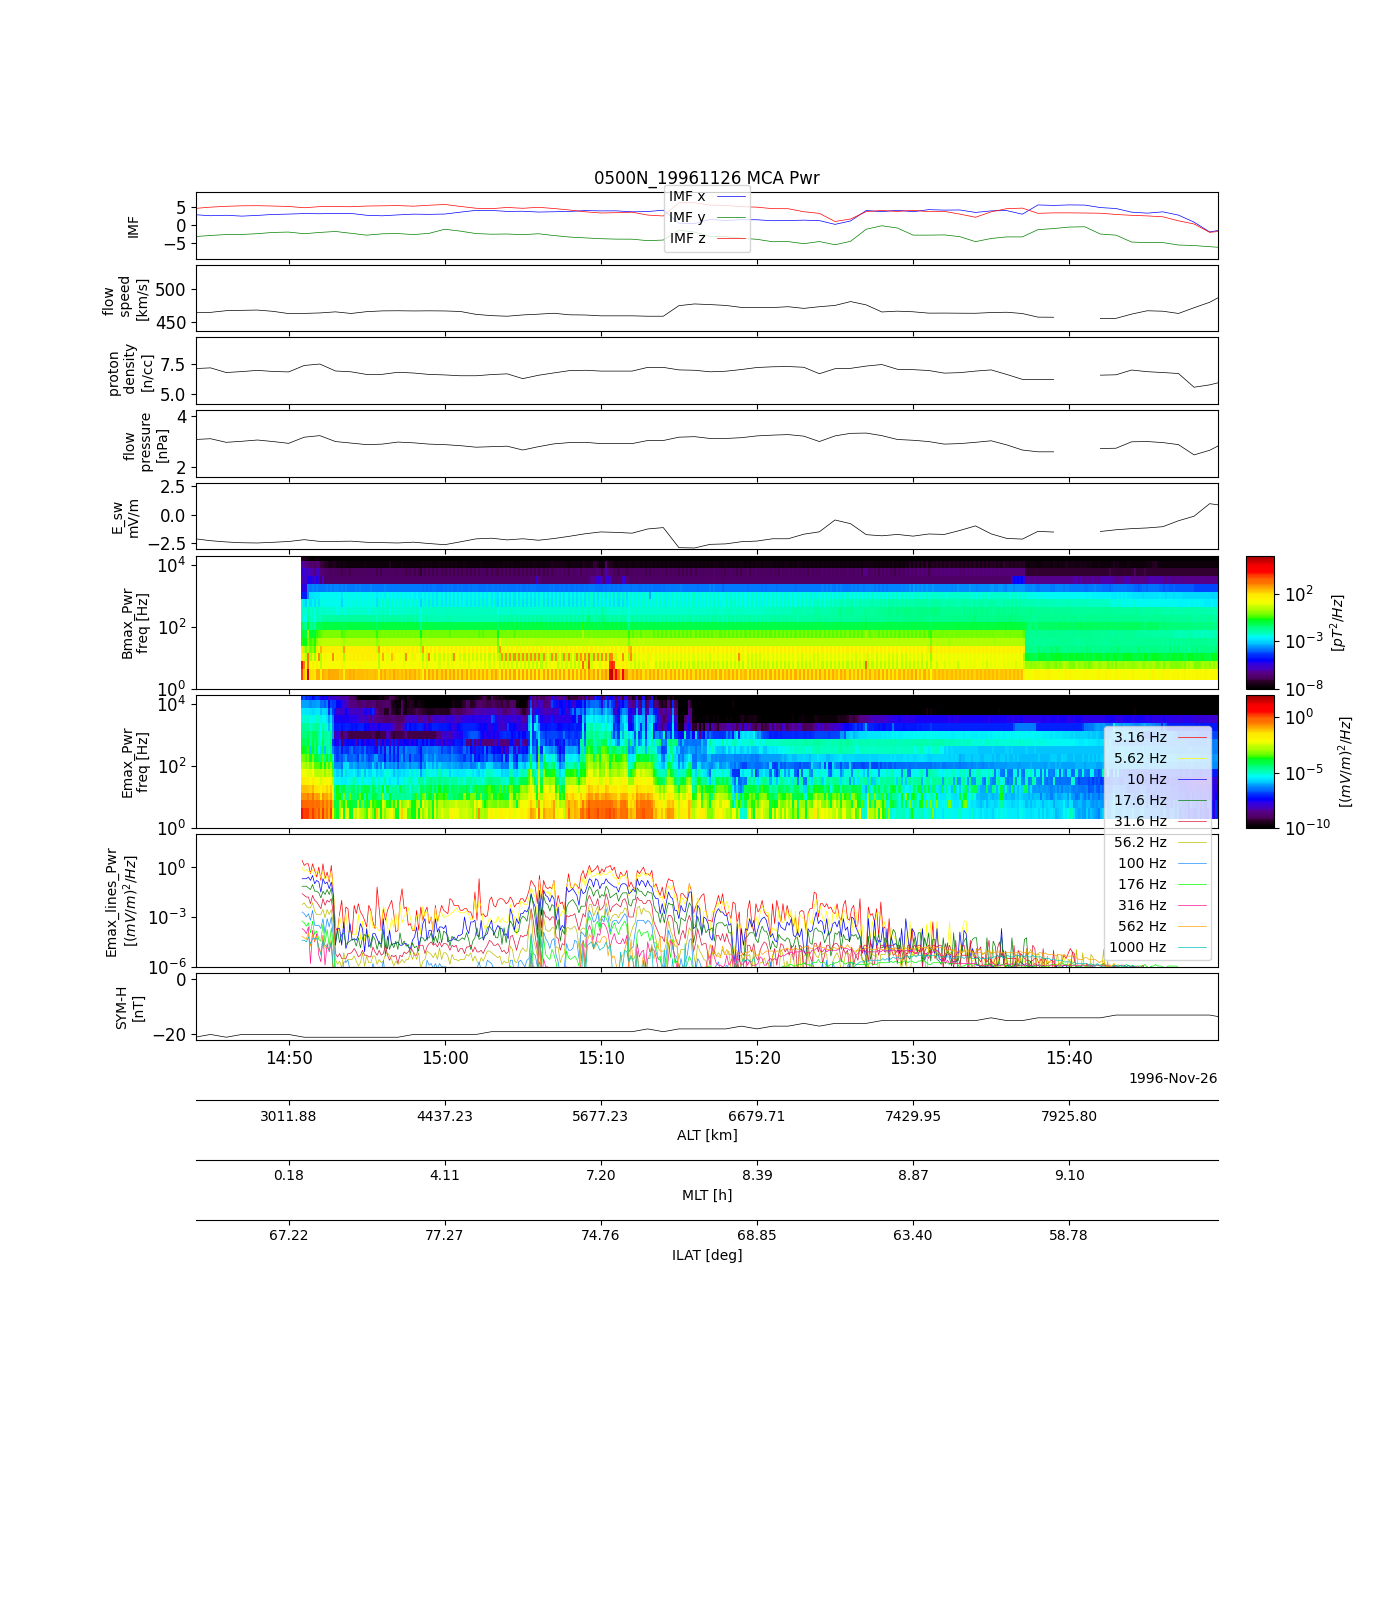 0500N_19961126 MCA Pwr
IMF
5
0
−5
IMF x
IMF y
IMF z
flow
speed
[km/s]
500
450
proton
density
[n/cc]
7.5
5.0
flow
pressure
[nPa]
4
2
E_sw
mV/m
2.5
0.0
−2.5
Bmax_Pwr
freq [Hz]
10^4
10^2
10^0
10^2
10^-3
10^-8
[pT^2/Hz]
Emax_Pwr
freq [Hz]
10^4
10^2
10^0
10^0
10^-5
10^-10
[(mV/m)^2/Hz]
3.16 Hz
5.62 Hz
10 Hz
17.6 Hz
31.6 Hz
56.2 Hz
100 Hz
176 Hz
316 Hz
562 Hz
1000 Hz
Emax_lines_Pwr
[(mV/m)^2/Hz]
10^0
10^-3
10^-6
SYM-H
[nT]
0
−20
14:50 15:00 15:10 15:20 15:30 15:40
1996-Nov-26
3011.88 4437.23 5677.23 6679.71 7429.95 7925.80
ALT [km]
0.18 4.11 7.20 8.39 8.87 9.10
MLT [h]
67.22 77.27 74.76 68.85 63.40 58.78
ILAT [deg]